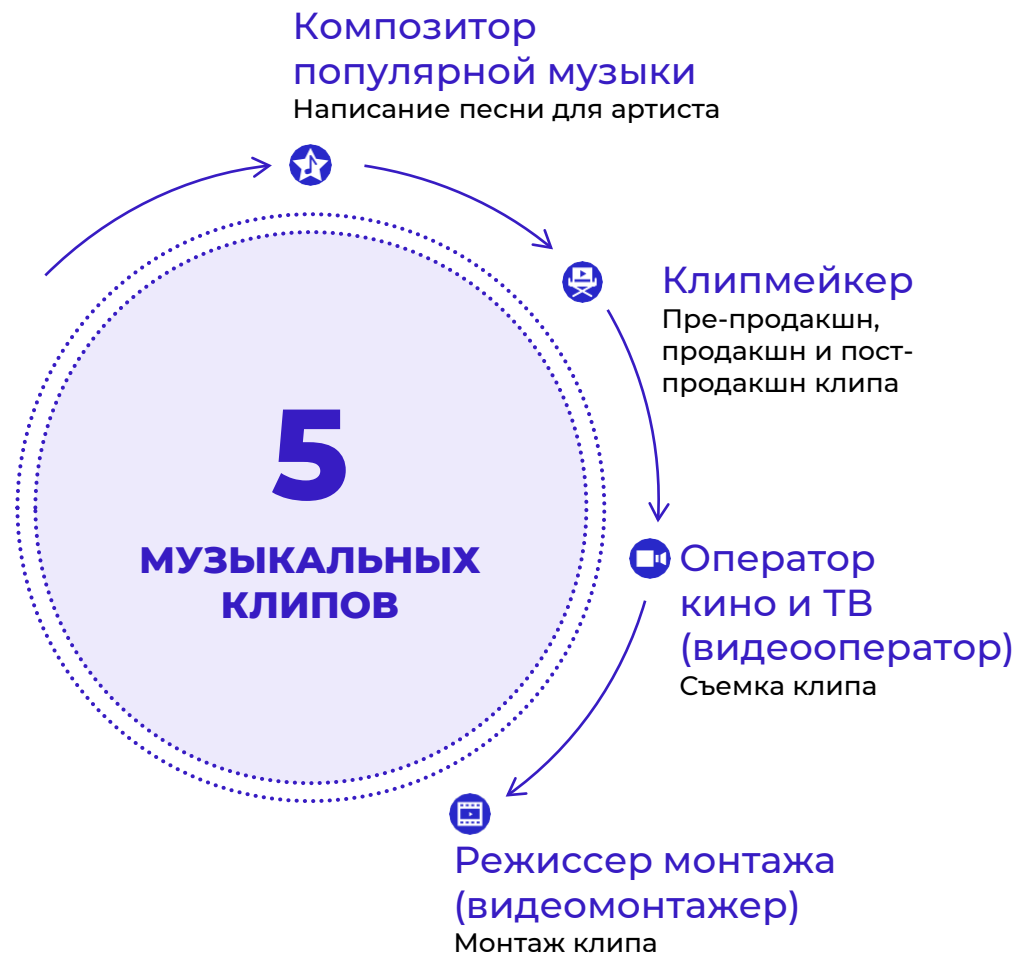 Композитор
популярной музыки
Написание песни для артиста
Клипмейкер
Пре-продакшн,
продакшн и пост-
продакшн клипа
5
МУЗЫКАЛЬНЫХ
КЛИПОВ
Оператор
кино и ТВ
(видеооператор)
Съемка клипа
Режиссер монтажа
(видеомонтажер)
Монтаж клипа